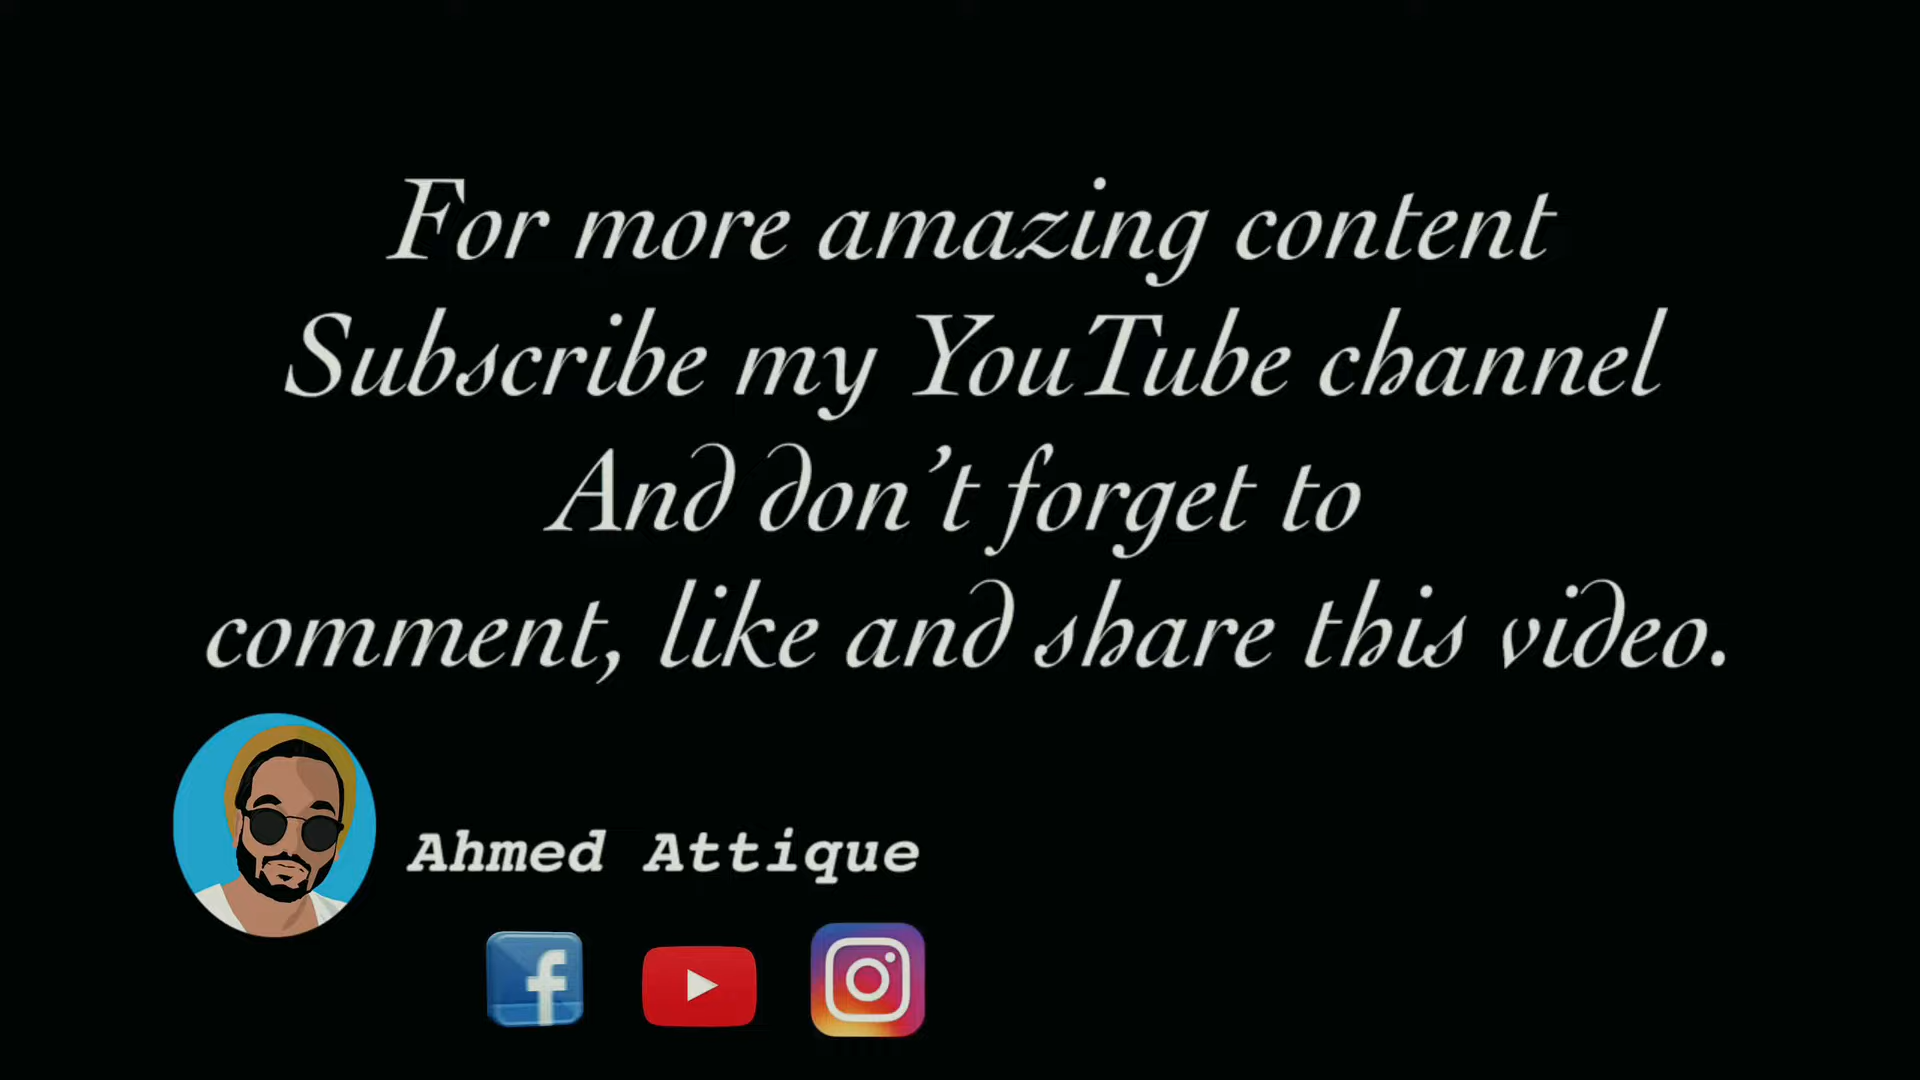 For more amazing content
Subscribe my YouTube channel
And don’t forget to
comment, like and share this video.
Ahmed Attique
f